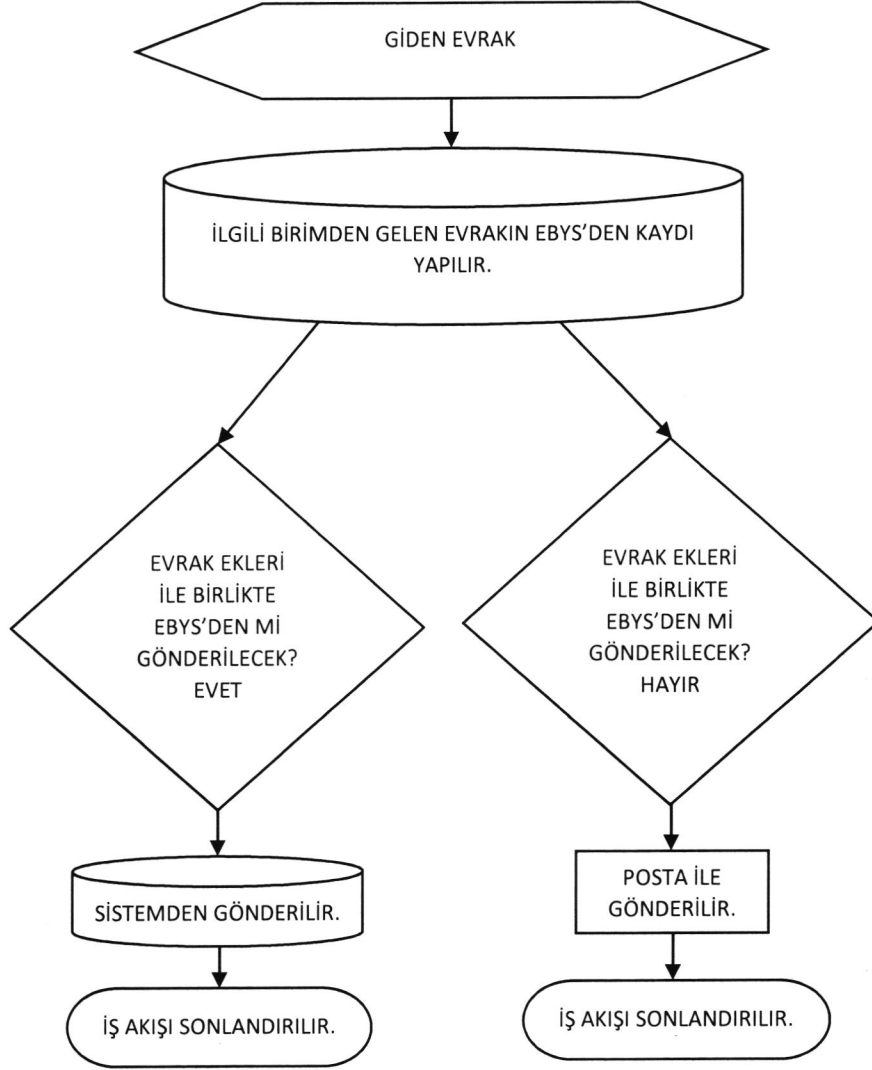 GİDEN EVRAK
İLGİLİ BİRİMDEN GELEN EVRAKIN EBYS’DEN KAYDI
YAPILIR.
EVRAK EKLERİ
İLE BİRLİKTE
EBYS’DEN Mİ
GÖNDERİLECEK?
EVET
EVRAK EKLERİ
İLE BİRLİKTE
EBYS’DEN Mİ
GÖNDERİLECEK?
HAYIR
SİSTEMDEN GÖNDERİLİR.
POSTA İLE
GÖNDERİLİR.
İŞ AKIŞI SONLANDIRILIR.
İŞ AKIŞI SONLANDIRILIR.